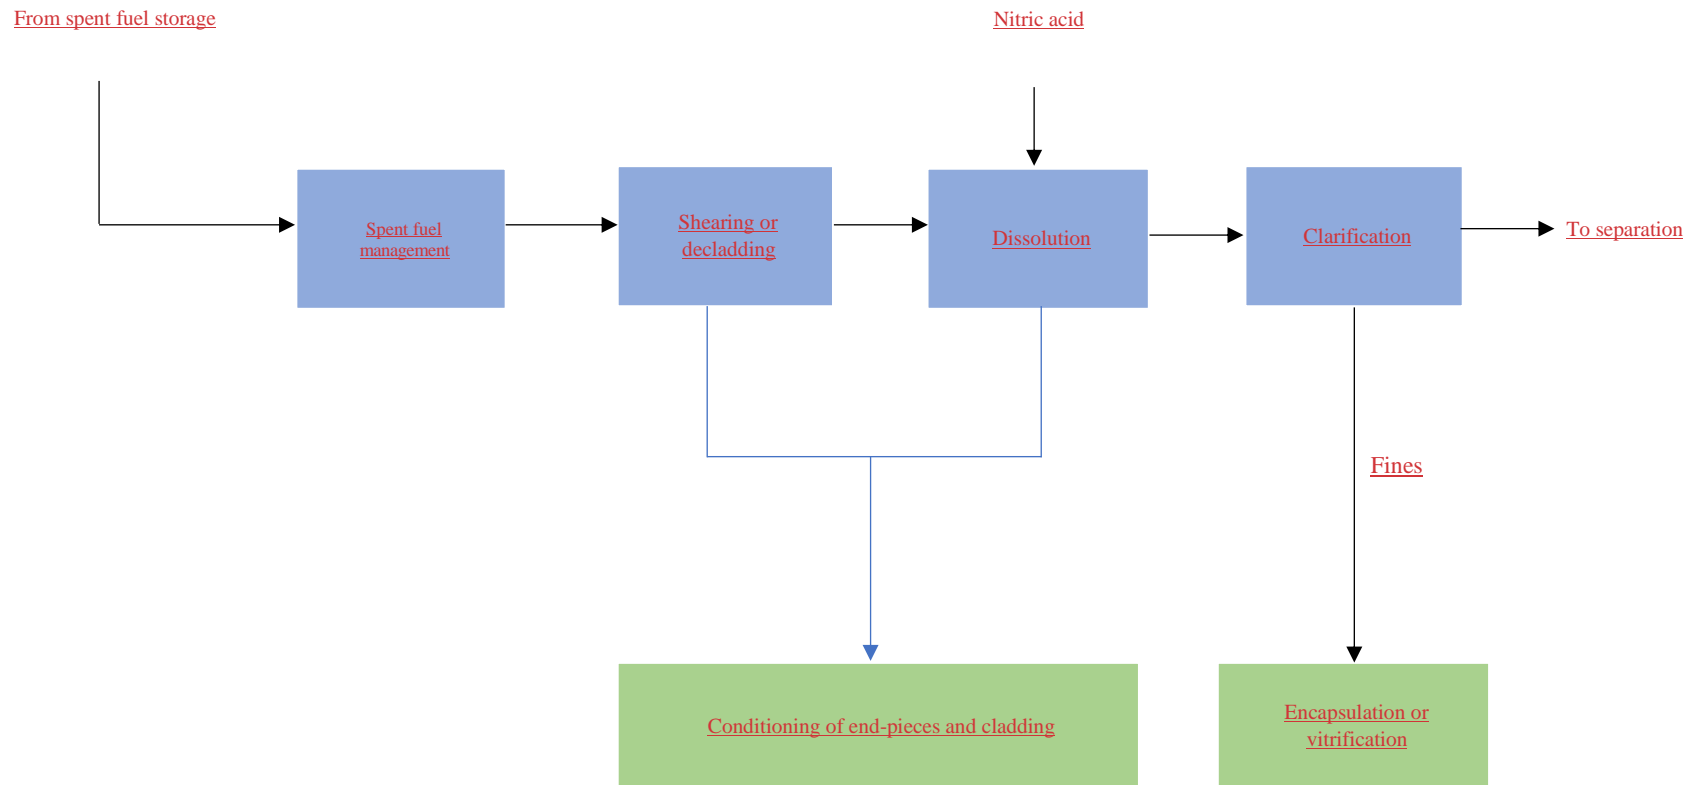 From spent fuel storage
Nitric acid
Spent fuel
management
Shearing or
decladding
Dissolution
Clarification
To separation
Fines
Conditioning of end-pieces and cladding
Encapsulation or
vitrification